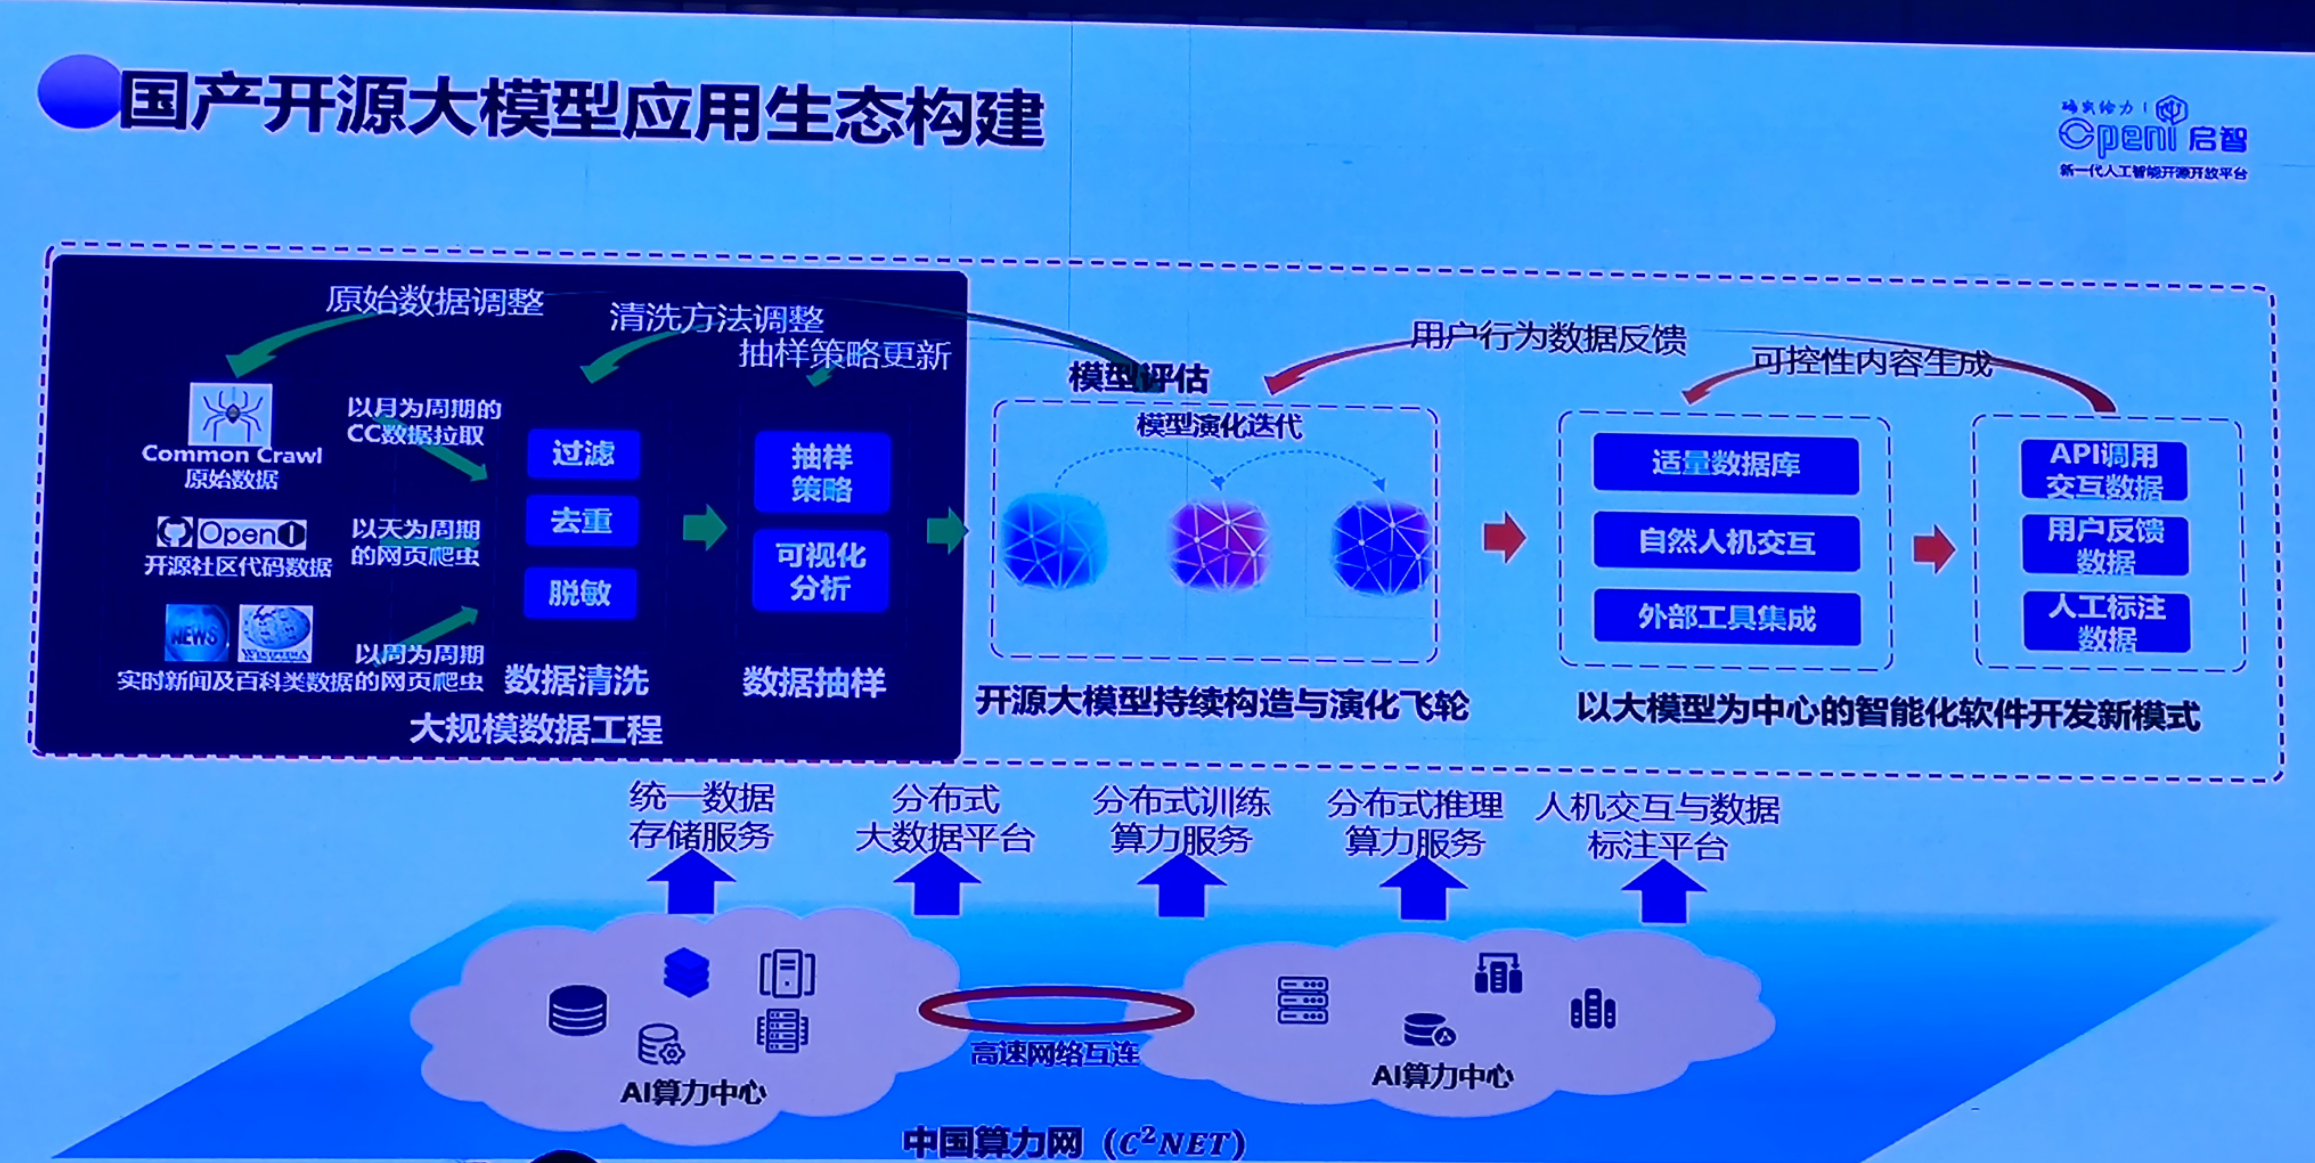 国产开源大模型应用生态构建
确实给力
OpenI 启智
新一代人工智能开源开放平台
原始数据调整
清洗方法调整
抽样策略更新
模型评估
用户行为数据反馈
可控性内容生成
Common Crawl
原始数据
以月为周期的
CC数据拉取
OpenI
开源社区代码数据
以天为周期
的网页爬虫
NEWS
WIKIPEDIA
实时新闻及百科类数据
以周为周期
的网页爬虫
过滤
去重
脱敏
数据清洗
抽样
策略
可视化
分析
数据抽样
大规模数据工程
模型演化迭代
开源大模型持续构造与演化飞轮
适量数据库
自然人机交互
外部工具集成
API调用
交互数据
用户反馈
数据
人工标注
数据
以大模型为中心的智能化软件开发新模式
统一数据
存储服务
分布式
大数据平台
分布式训练
算力服务
分布式推理
算力服务
人机交互与数据
标注平台
AI算力中心
高速网络互连
AI算力中心
中国算力网（C²NET）